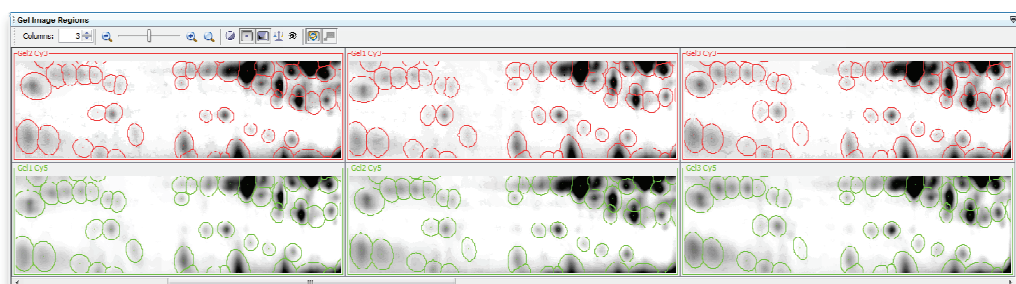 Gel Image Regions
Columns: 3
Gel2 Cy3
Gel1 Cy3
Gel3 Cy3
Gel1 Cy5
Gel2 Cy5
Gel3 Cy5